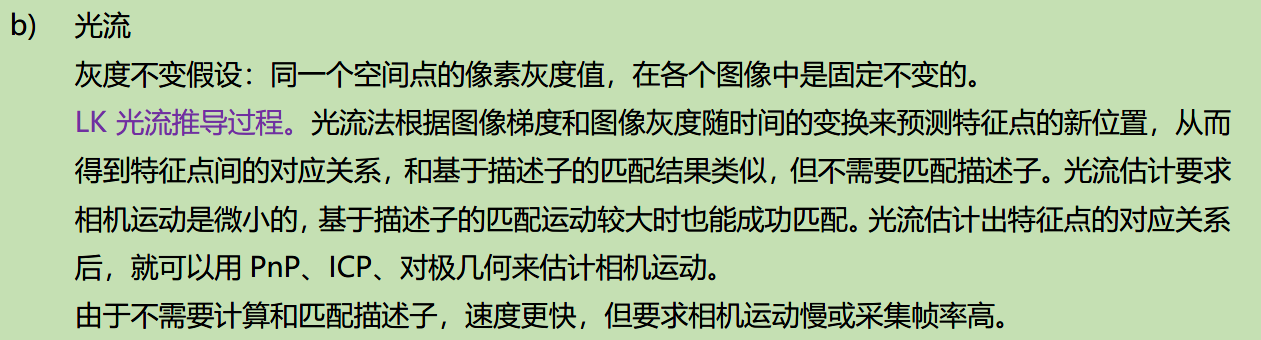 b) 光流
灰度不变假设：同一个空间点的像素灰度值，在各个图像中是固定不变的。
LK 光流推导过程。光流法根据图像梯度和图像灰度随时间的变换来预测特征点的新位置，从而
得到特征点间的对应关系，和基于描述子的匹配结果类似，但不需要匹配描述子。光流估计要求
相机运动是微小的，基于描述子的匹配运动较大时也能成功匹配。光流估计出特征点的对应关系
后，就可以用 PnP、ICP、对极几何来估计相机运动。
由于不需要计算和匹配描述子，速度更快，但要求相机运动慢或采集帧率高。